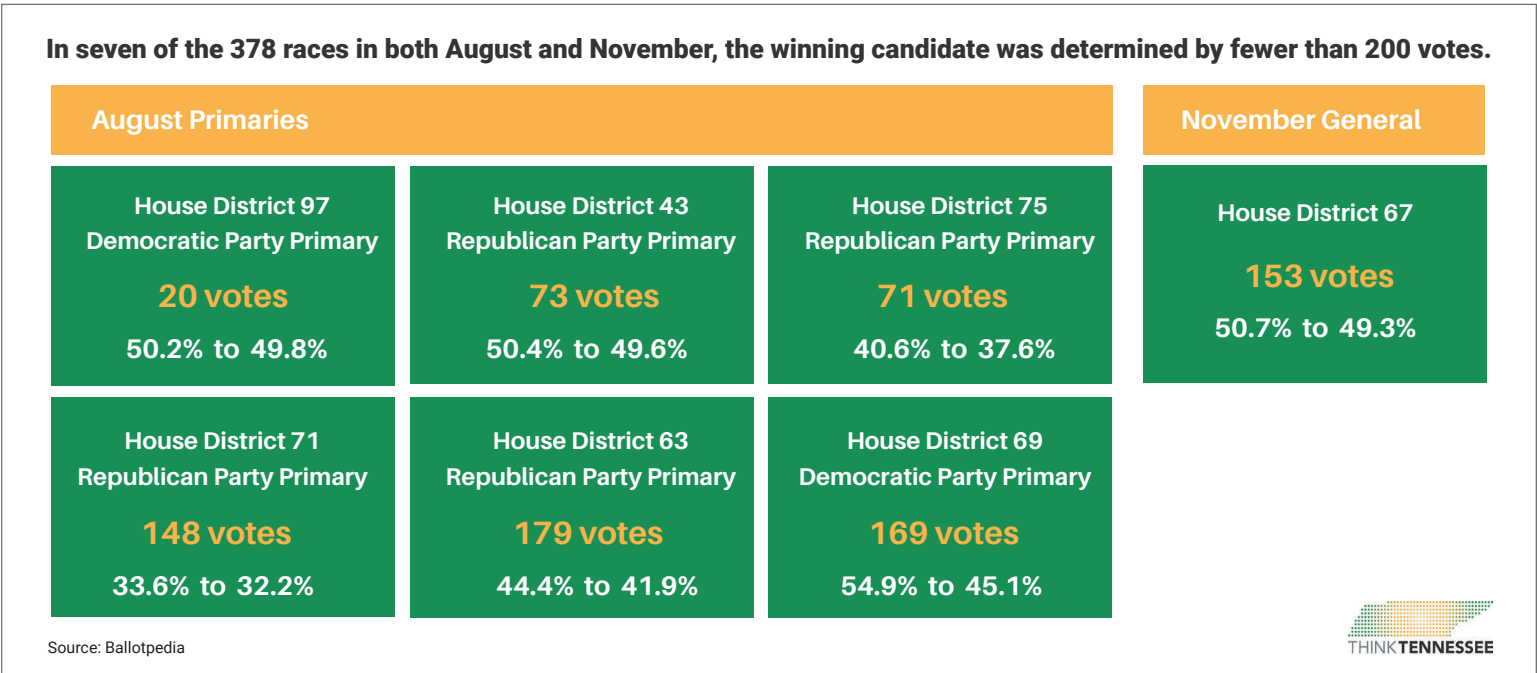 In seven of the 378 races in both August and November, the winning candidate was determined by fewer than 200 votes.
August Primaries
House District 97
Democratic Party Primary
20 votes
50.2% to 49.8%
House District 43
Republican Party Primary
73 votes
50.4% to 49.6%
House District 75
Republican Party Primary
71 votes
40.6% to 37.6%
House District 71
Republican Party Primary
148 votes
33.6% to 32.2%
House District 63
Republican Party Primary
179 votes
44.4% to 41.9%
House District 69
Democratic Party Primary
169 votes
54.9% to 45.1%
November General
House District 67
153 votes
50.7% to 49.3%
Source: Ballotpedia
THINKTENNESSEE